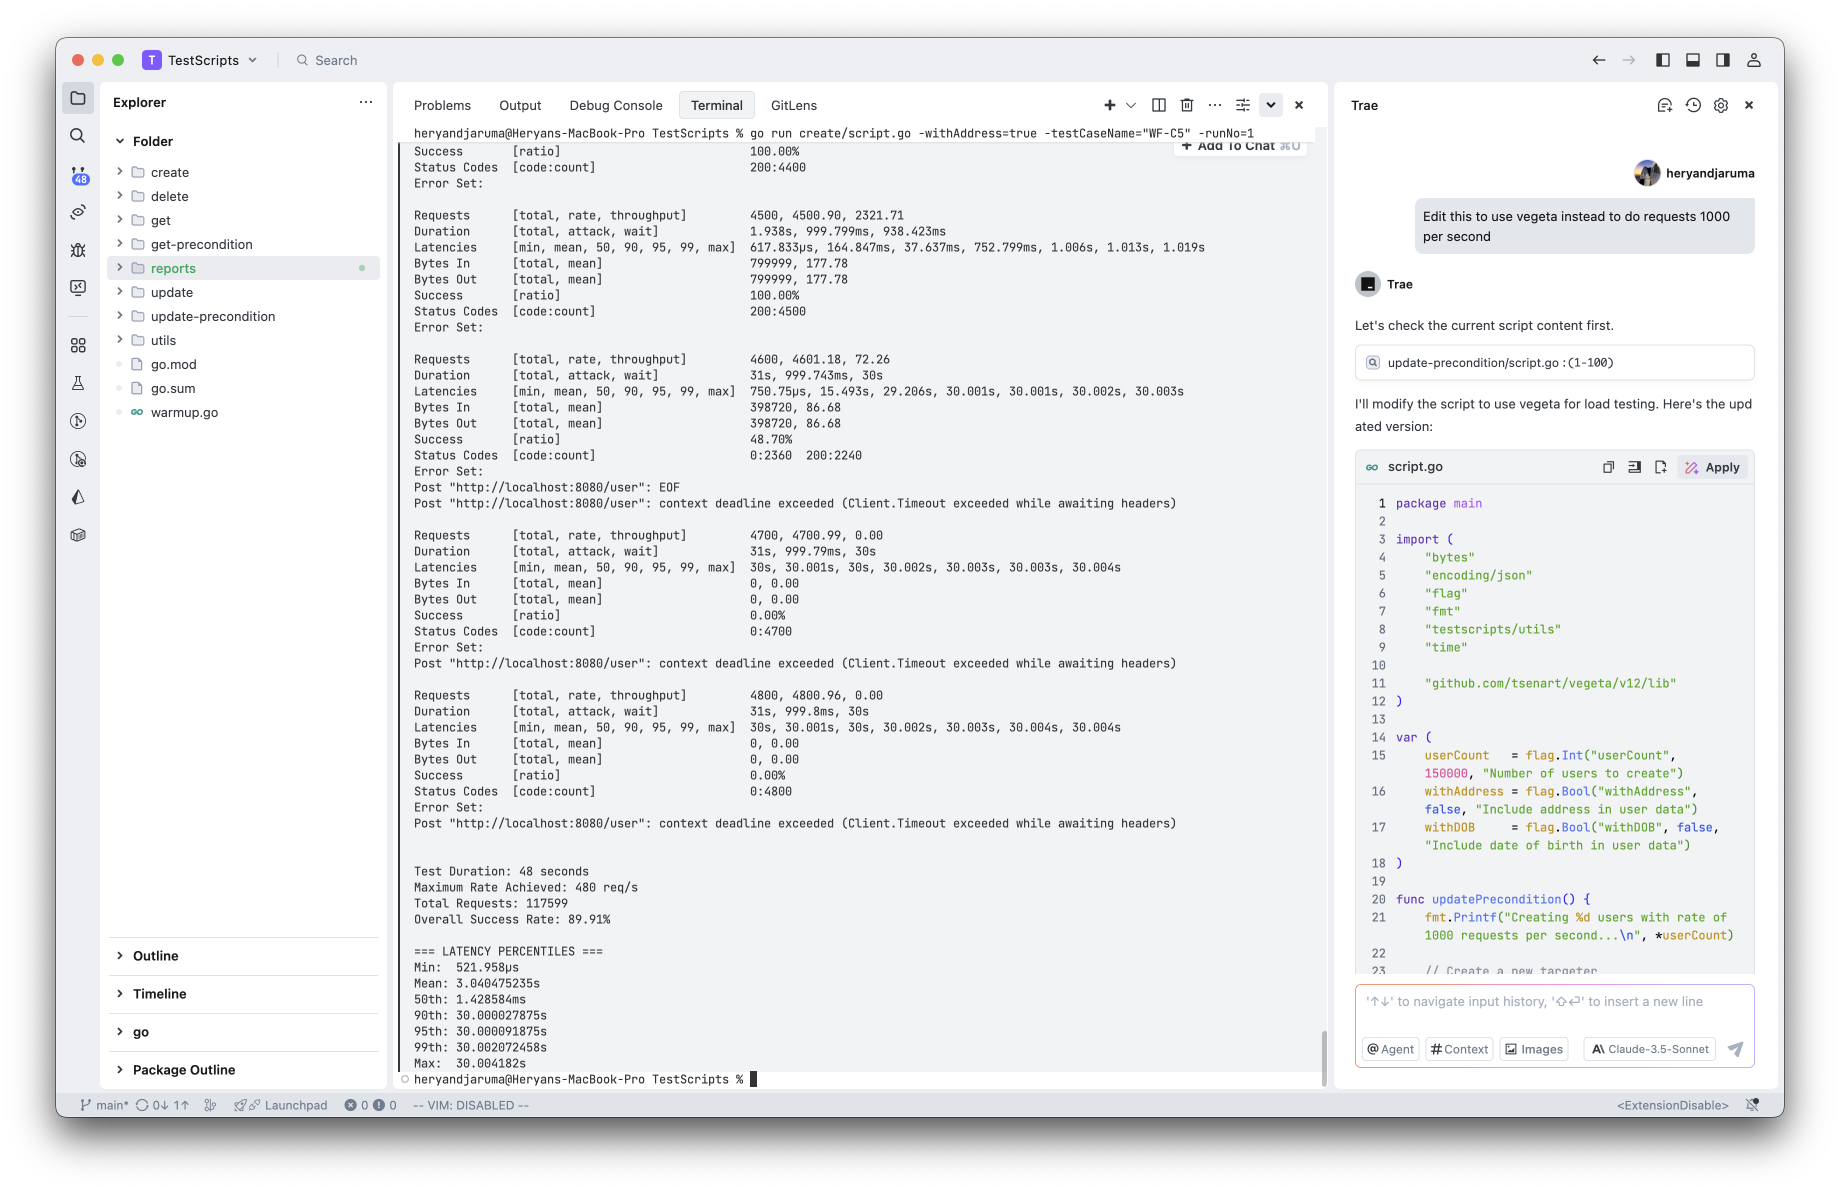 T TestScripts
Search
Explorer
Folder
create
48
delete
get
get-precondition
reports
update
update-precondition
utils
go.mod
go.sum
warmup.go
Outline
Timeline
go
Package Outline
Problems Output Debug Console Terminal GitLens
heryandjaruma@Heryans-MacBook-Pro TestScripts % go run create/script.go -withAddress=true -testCaseName="WF-C5" -runNo=1
Add To Chat ⌘U
Success [ratio] 100.00%
Status Codes [code:count] 200:4400
Error Set:
Requests [total, rate, throughput] 4500, 4500.90, 2321.71
Duration [total, attack, wait] 1.938s, 999.799ms, 938.423ms
Latencies [min, mean, 50, 90, 95, 99, max] 617.833µs, 164.847ms, 37.637ms, 752.799ms, 1.006s, 1.013s, 1.019s
Bytes In [total, mean] 799999, 177.78
Bytes Out [total, mean] 799999, 177.78
Success [ratio] 100.00%
Status Codes [code:count] 200:4500
Error Set:
Requests [total, rate, throughput] 4600, 4601.18, 72.26
Duration [total, attack, wait] 31s, 999.743ms, 30s
Latencies [min, mean, 50, 90, 95, 99, max] 750.75µs, 15.493s, 29.206s, 30.001s, 30.001s, 30.002s, 30.003s
Bytes In [total, mean] 398720, 86.68
Bytes Out [total, mean] 398720, 86.68
Success [ratio] 48.70%
Status Codes [code:count] 0:2360 200:2240
Error Set:
Post "http://localhost:8080/user": EOF
Post "http://localhost:8080/user": context deadline exceeded (Client.Timeout exceeded while awaiting headers)
Requests [total, rate, throughput] 4700, 4700.99, 0.00
Duration [total, attack, wait] 31s, 999.79ms, 30s
Latencies [min, mean, 50, 90, 95, 99, max] 30s, 30.001s, 30s, 30.002s, 30.003s, 30.003s, 30.004s
Bytes In [total, mean] 0, 0.00
Bytes Out [total, mean] 0, 0.00
Success [ratio] 0.00%
Status Codes [code:count] 0:4700
Error Set:
Post "http://localhost:8080/user": context deadline exceeded (Client.Timeout exceeded while awaiting headers)
Requests [total, rate, throughput] 4800, 4800.96, 0.00
Duration [total, attack, wait] 31s, 999.8ms, 30s
Latencies [min, mean, 50, 90, 95, 99, max] 30s, 30.001s, 30s, 30.002s, 30.003s, 30.004s, 30.004s
Bytes In [total, mean] 0, 0.00
Bytes Out [total, mean] 0, 0.00
Success [ratio] 0.00%
Status Codes [code:count] 0:4800
Error Set:
Post "http://localhost:8080/user": context deadline exceeded (Client.Timeout exceeded while awaiting headers)
Test Duration: 48 seconds
Maximum Rate Achieved: 480 req/s
Total Requests: 117599
Overall Success Rate: 89.91%
=== LATENCY PERCENTILES ===
Min: 521.958µs
Mean: 3.040475235s
50th: 1.428584ms
90th: 30.000027875s
95th: 30.000091875s
99th: 30.002072458s
Max: 30.004182s
heryandjaruma@Heryans-MacBook-Pro TestScripts %
Trae
heryandjaruma
Edit this to use vegeta instead to do requests 1000
per second
Trae
Let's check the current script content first.
update-precondition/script.go :(1-100)
I'll modify the script to use vegeta for load testing. Here's the upd
ated version:
script.go Apply
1 package main
2
3 import (
4 "bytes"
5 "encoding/json"
6 "flag"
7 "fmt"
8 "testscripts/utils"
9 "time"
10
11 "github.com/tsenart/vegeta/v12/lib"
12 )
13
14 var (
15 userCount = flag.Int("userCount",
150000, "Number of users to create")
16 withAddress = flag.Bool("withAddress",
false, "Include address in user data")
17 withDOB = flag.Bool("withDOB", false,
"Include date of birth in user data")
18 )
19
20 func updatePrecondition() {
21 fmt.Printf("Creating %d users with rate of
1000 requests per second...\n", *userCount)
22
23 // Create a new targeter
'↑↓' to navigate input history, '⇧⏎' to insert a new line
@ Agent # Context Images Claude-3.5-Sonnet
main* 0↓ 1↑ Launchpad 0 0 -- VIM: DISABLED --
<ExtensionDisable>